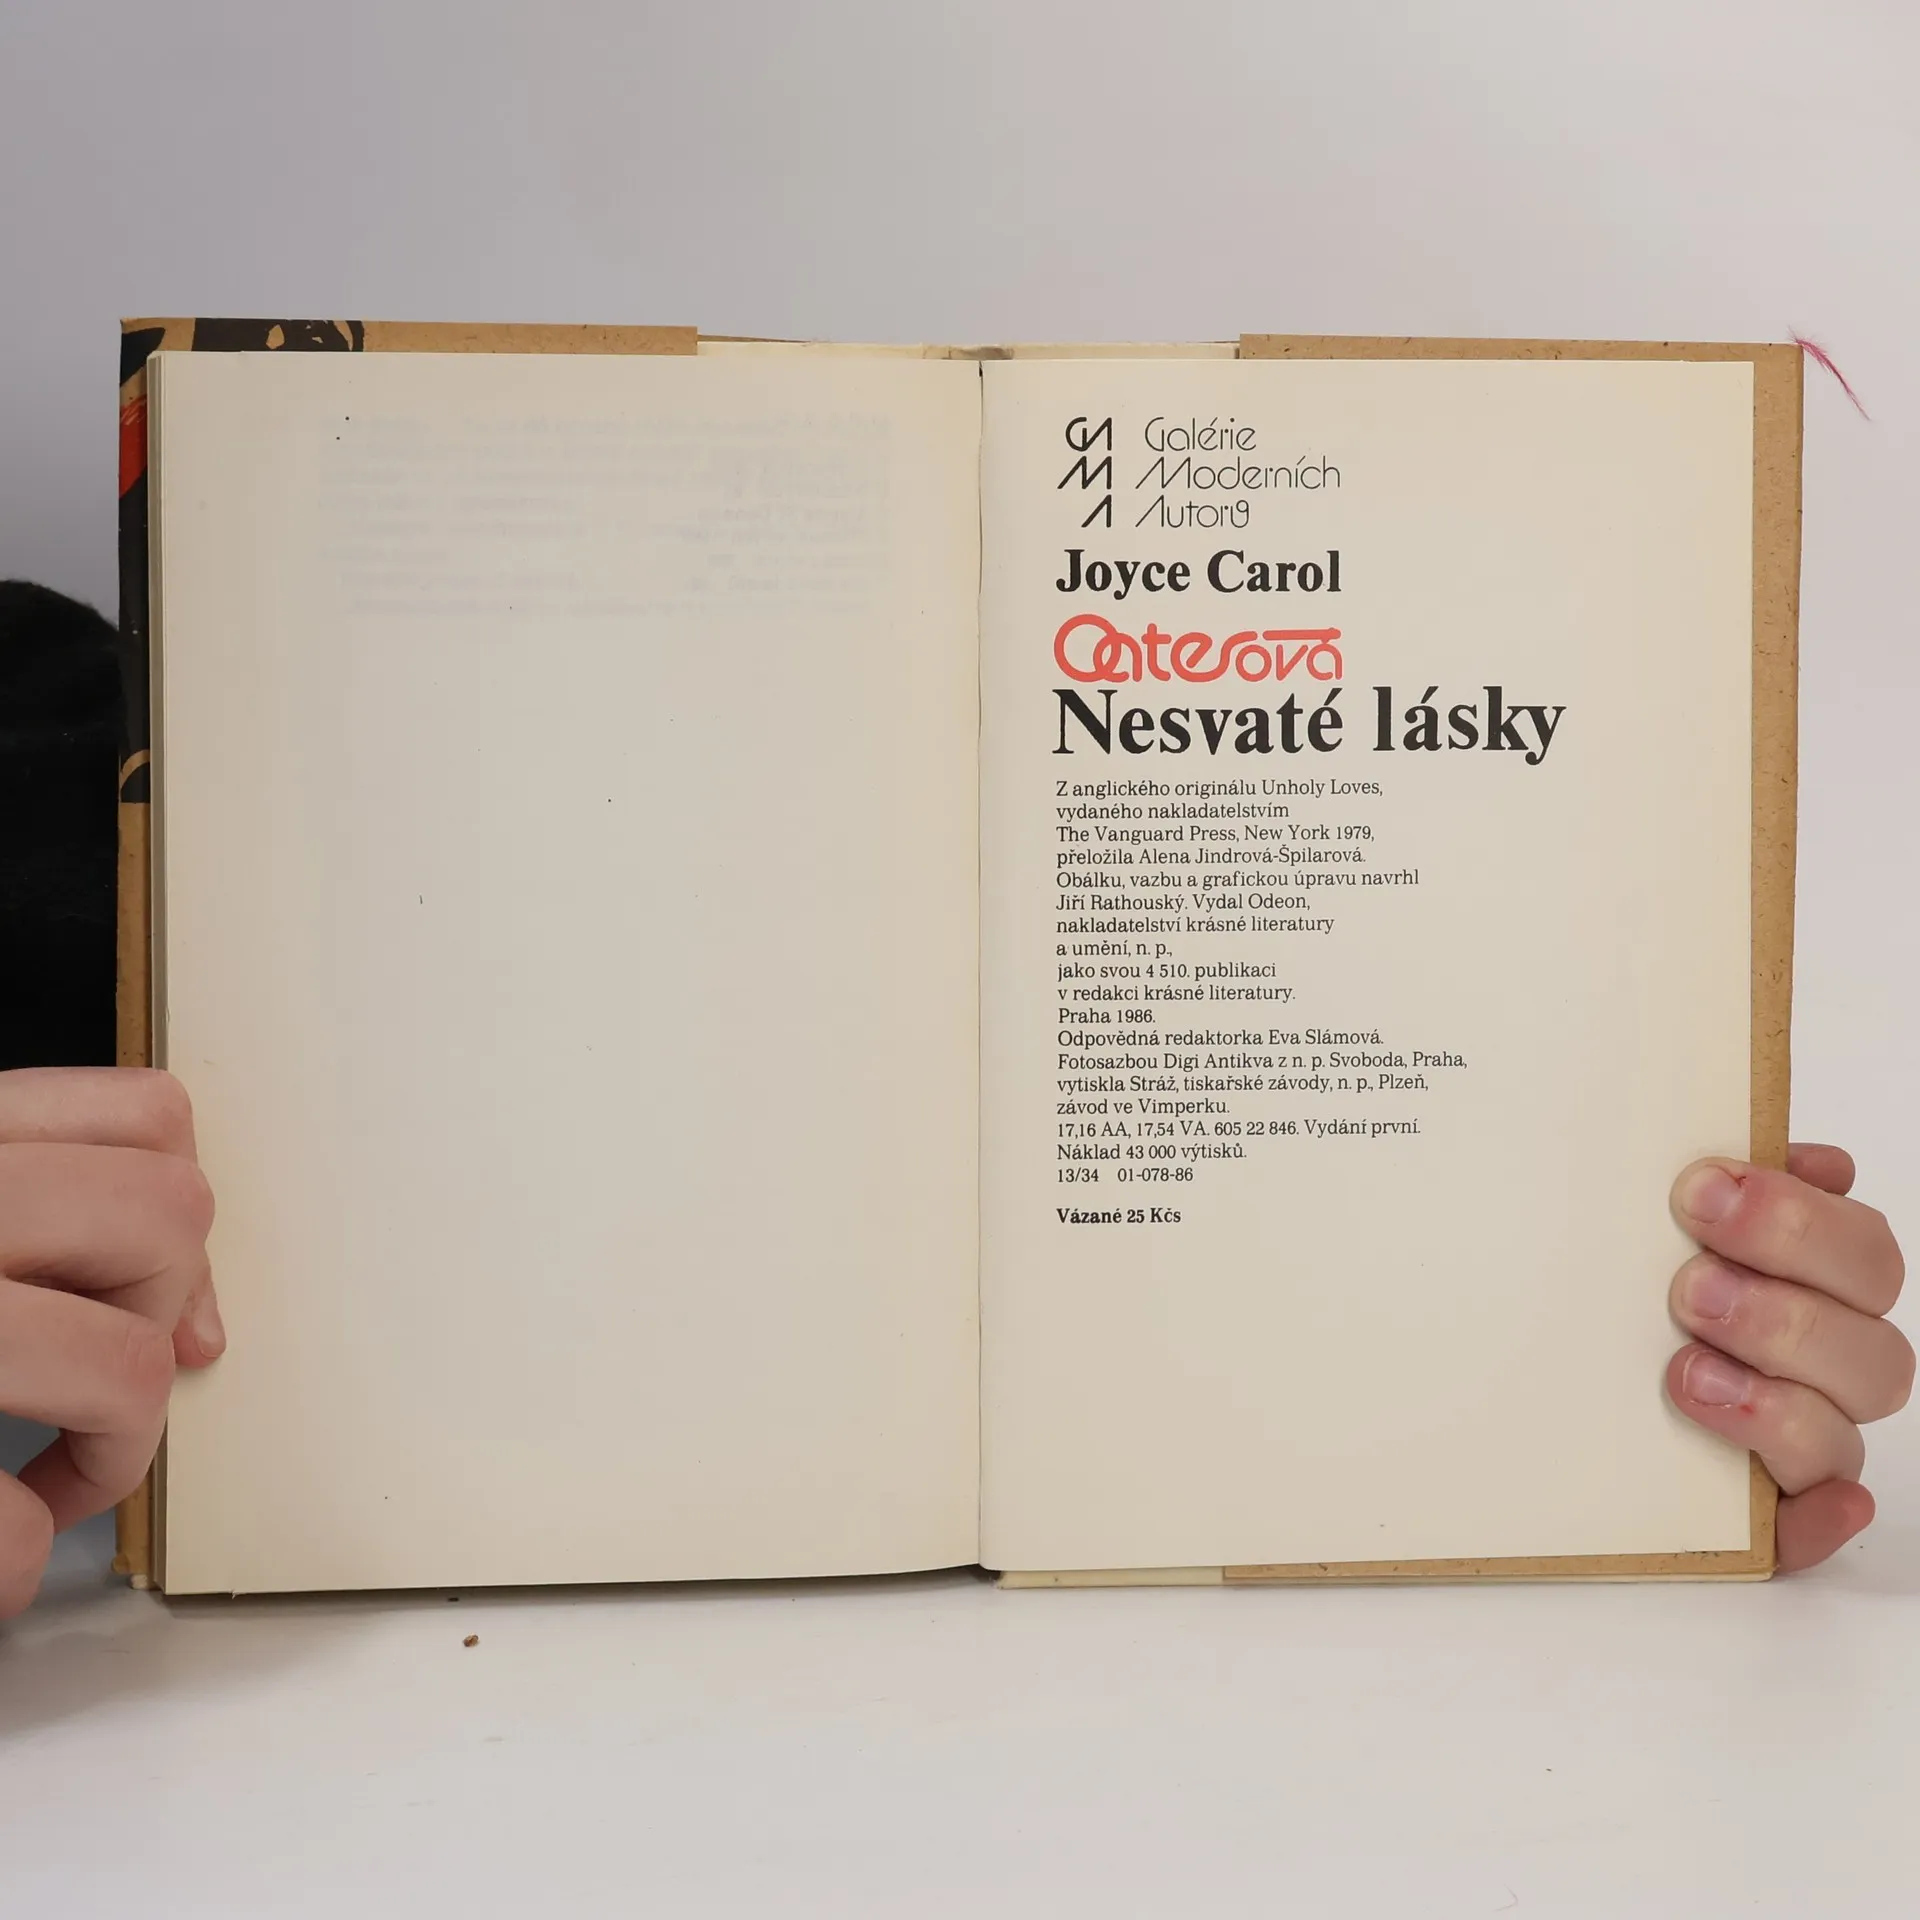 GA Galérie
M Moderních
A Autorů
Joyce Carol
Oatesová
Nesvaté lásky
Z anglického originálu Unholy Loves,
vydaného nakladatelstvím
The Vanguard Press, New York 1979,
přeložila Alena Jindrová-Špilarová.
Obálku, vazbu a grafickou úpravu navrhl
Jiří Rathouský. Vydal Odeon,
nakladatelství krásné literatury
a umění, n. p.,
jako svou 4 510. publikaci
v redakci krásné literatury.
Praha 1986.
Odpovědná redaktorka Eva Slámová.
Fotosazbou Digi Antikva z n. p. Svoboda, Praha,
vytiskla Stráž, tiskařské závody, n. p., Plzeň,
závod ve Vimperku.
17,16 AA, 17,54 VA. 605 22 846. Vydání první.
Náklad 43 000 výtisků.
13/34 01-078-86
Vázané 25 Kčs